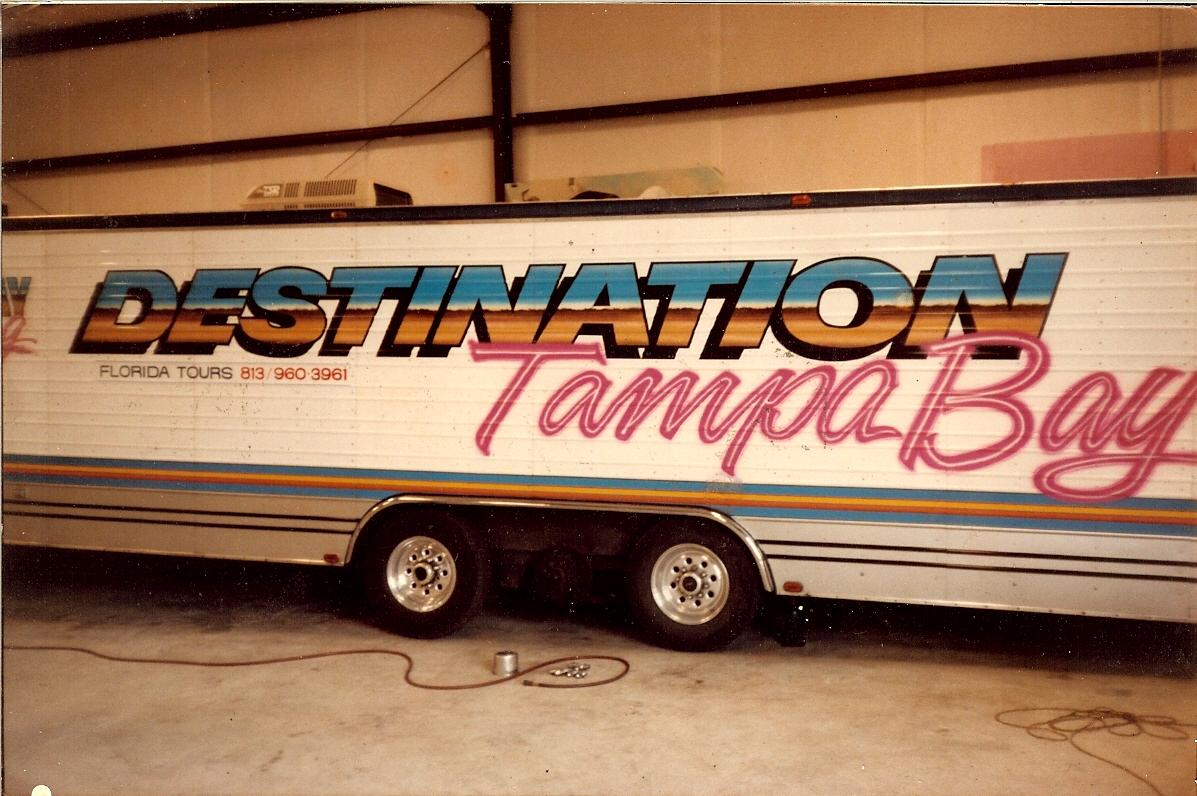 DESTINATION
Tampa Bay
FLORIDA TOURS 813/960-3961